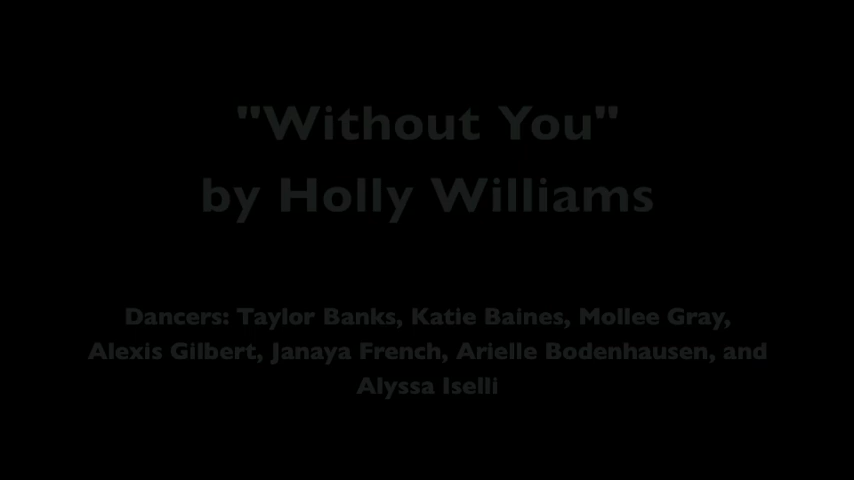 "Without You"
by Holly Williams
Dancers: Taylor Banks, Katie Baines, Mollee Gray,
Alexis Gilbert, Janaya French, Arielle Bodenhausen, and
Alyssa Iselli